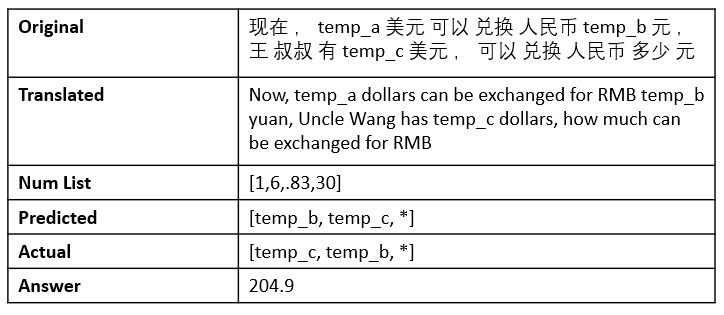 Original
现在 ， temp_a 美元 可以 兑换 人民币 temp_b 元 ，
王 叔叔 有 temp_c 美元 ， 可以 兑换 人民币 多少 元
Translated
Now, temp_a dollars can be exchanged for RMB temp_b
yuan, Uncle Wang has temp_c dollars, how much can
be exchanged for RMB
Num List
[1,6,.83,30]
Predicted
[temp_b, temp_c, *]
Actual
[temp_c, temp_b, *]
Answer
204.9